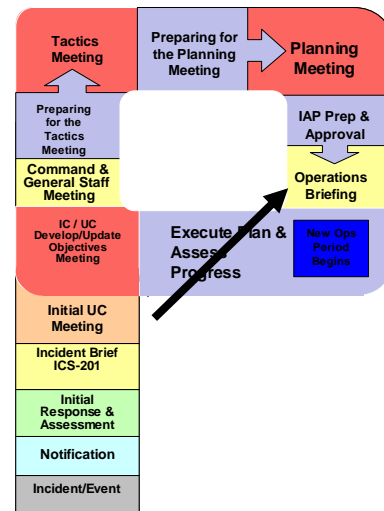 Tactics
Meeting
Preparing for
the Planning
Meeting
Planning
Meeting
Preparing
for the
Tactics
Meeting
IAP Prep &
Approval
Command &
General Staff
Meeting
Operations
Briefing
IC / UC
Develop/Update
Objectives
Meeting
Execute Plan &
Assess
Progress
New Ops
Period
Begins
Initial UC
Meeting
Incident Brief
ICS-201
Initial
Response &
Assessment
Notification
Incident/Event